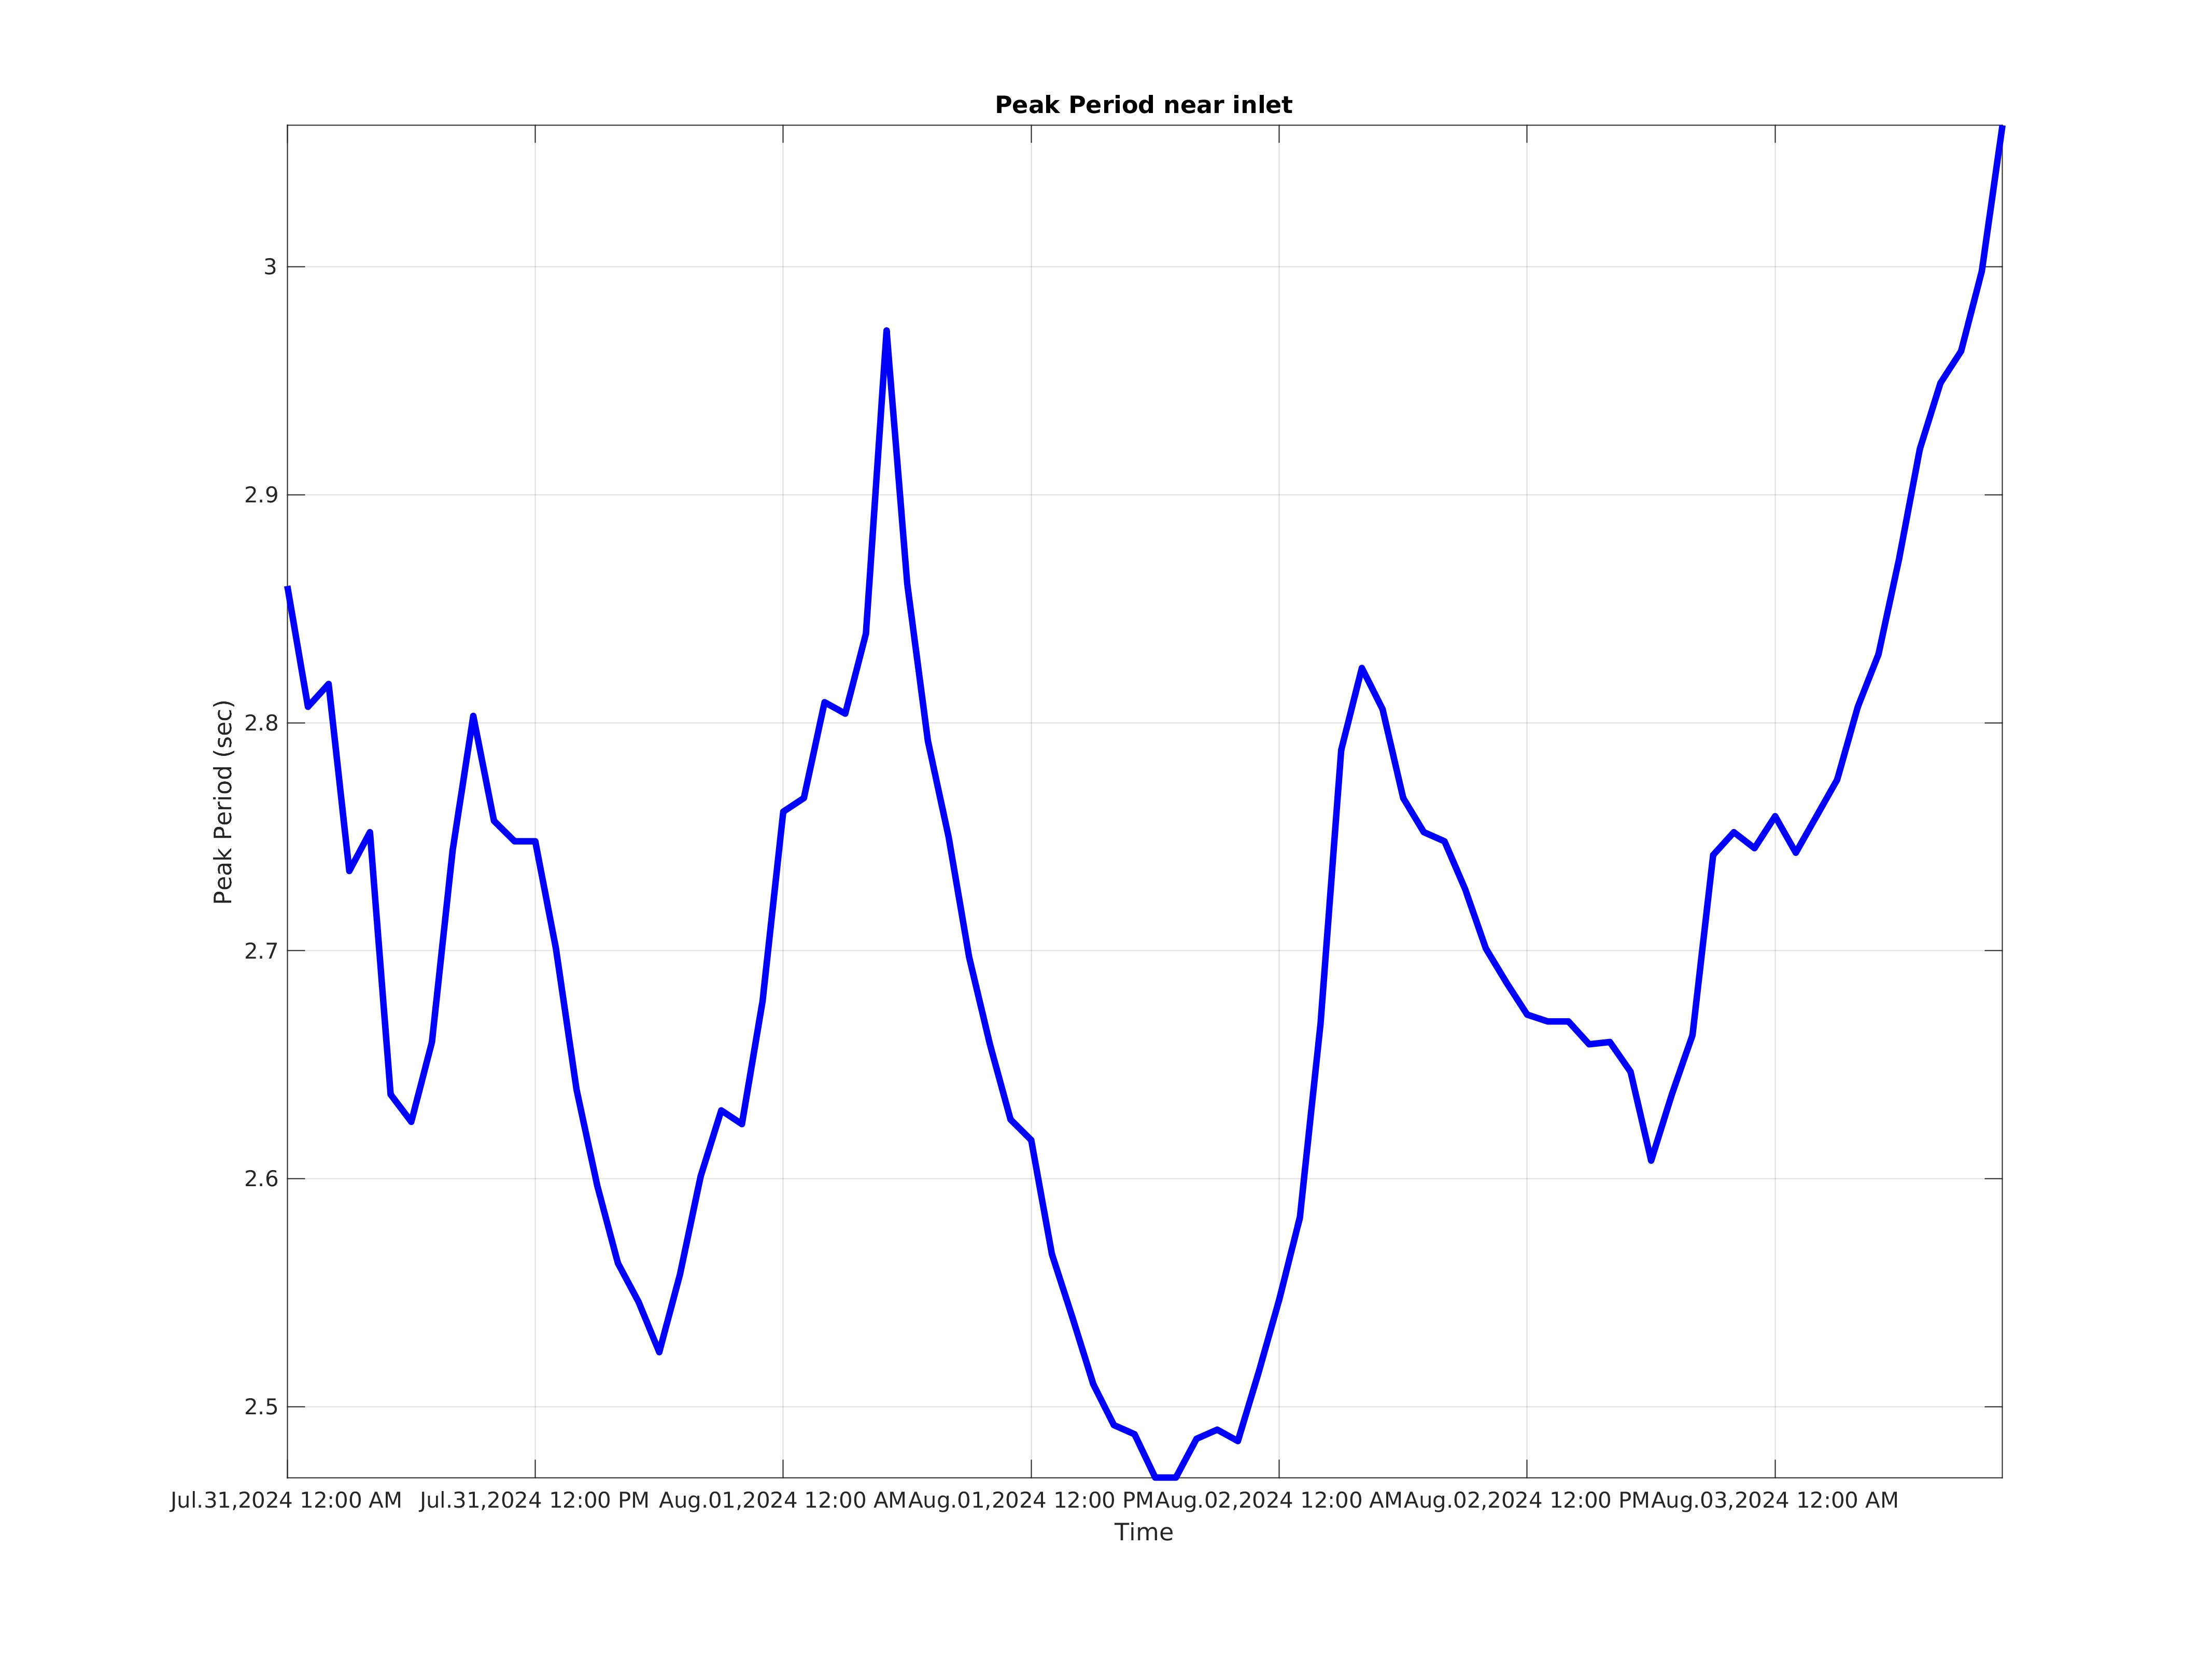 Peak Period near inlet
3
2.9
2.8
2.7
2.6
2.5
Peak Period (sec)
Jul.31,2024 12:00 AM Jul.31,2024 12:00 PM Aug.01,2024 12:00 AM Aug.01,2024 12:00 PM Aug.02,2024 12:00 AM Aug.02,2024 12:00 PM Aug.03,2024 12:00 AM
Time